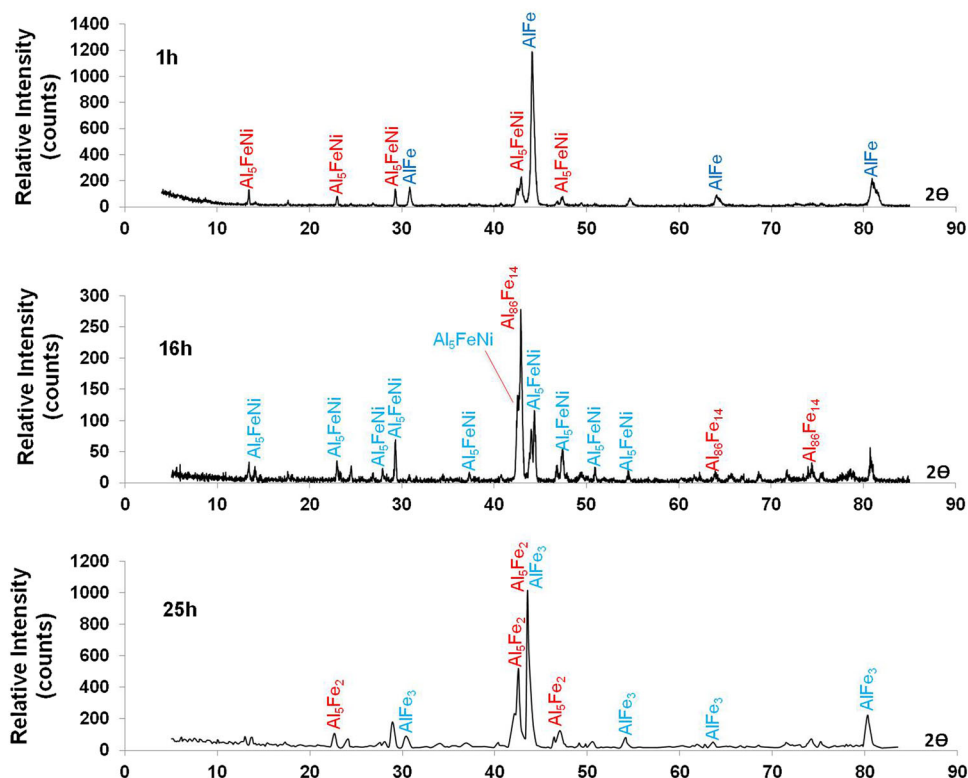 Relative Intensity
(counts)
1400
1200
1000
800
600
400
200
0
1h
Al₅FeNi
Al₅FeNi
Al₅FeNi
AlFe
Al₅FeNi
AlFe
Al₅FeNi
AlFe
AlFe
2Θ
0 10 20 30 40 50 60 70 80 90
Relative Intensity
(counts)
300
250
200
150
100
50
0
16h
Al₅FeNi
Al₅FeNi
Al₅FeNi
Al₅FeNi
Al₅FeNi
Al₅FeNi
Al₈₆Fe₁₄
Al₅FeNi
Al₅FeNi
Al₅FeNi
Al₅FeNi
Al₈₆Fe₁₄
Al₈₆Fe₁₄
2Θ
0 10 20 30 40 50 60 70 80 90
Relative Intensity
(counts)
1200
1000
800
600
400
200
0
25h
Al₅Fe₂
AlFe₃
Al₅Fe₂
Al₅Fe₂
AlFe₃
Al₅Fe₂
AlFe₃
AlFe₃
AlFe₃
2Θ
0 10 20 30 40 50 60 70 80 90